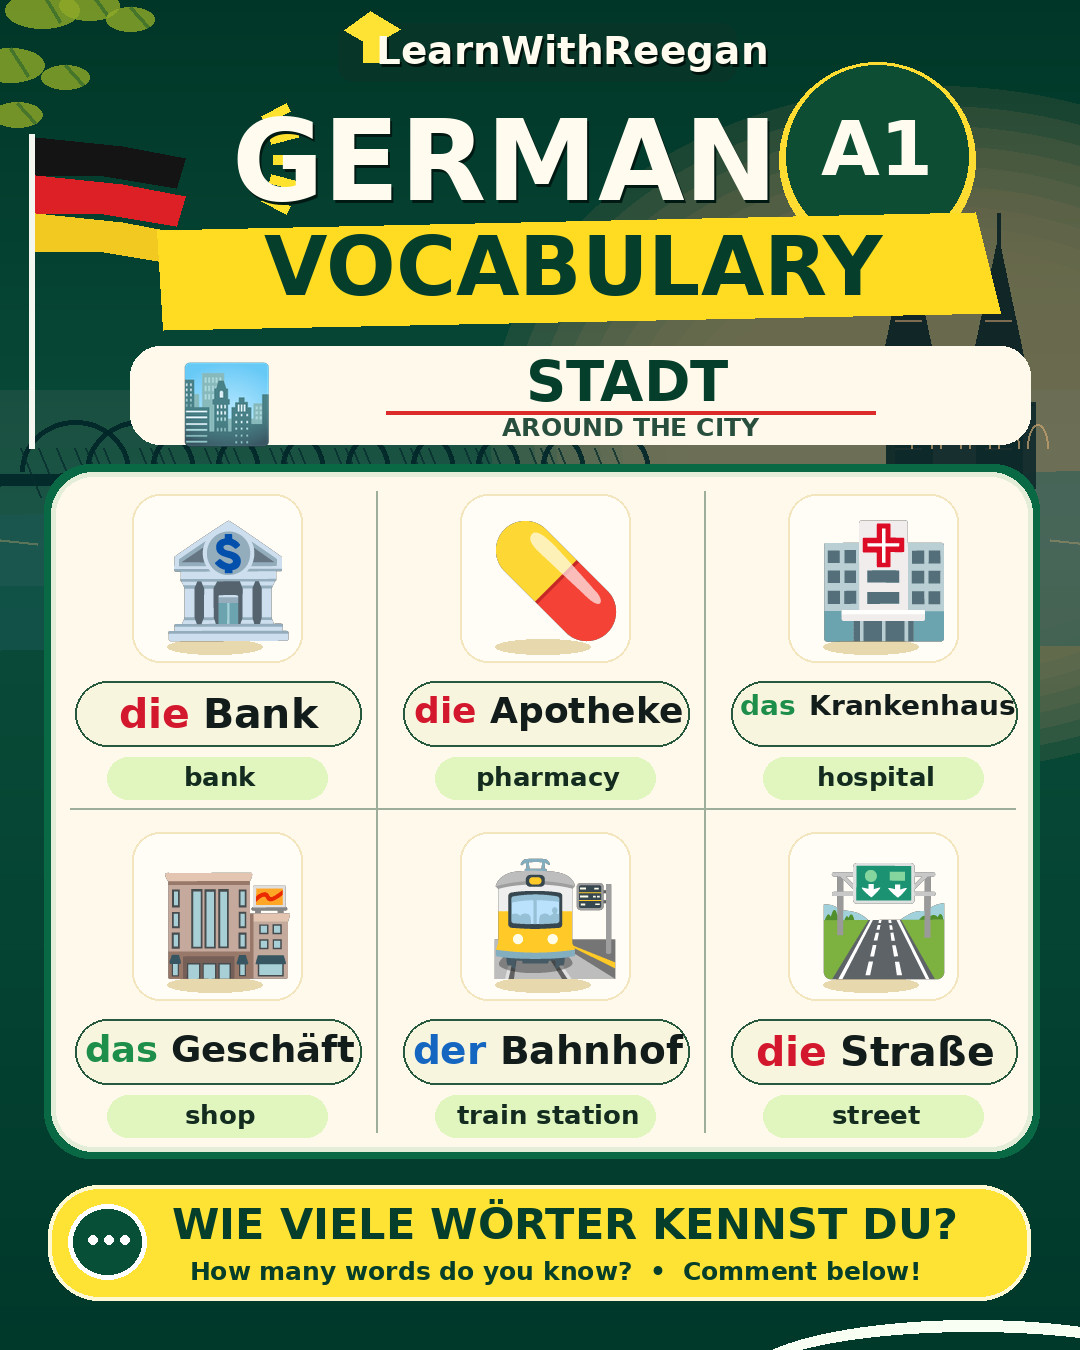 LearnWithReegan
GERMAN
A1
VOCABULARY
STADT
AROUND THE CITY
die Bank
die Apotheke
das Krankenhaus
bank
pharmacy
hospital
das Geschäft
der Bahnhof
die Straße
shop
train station
street
WIE VIELE WÖRTER KENNST DU?
How many words do you know? • Comment below!